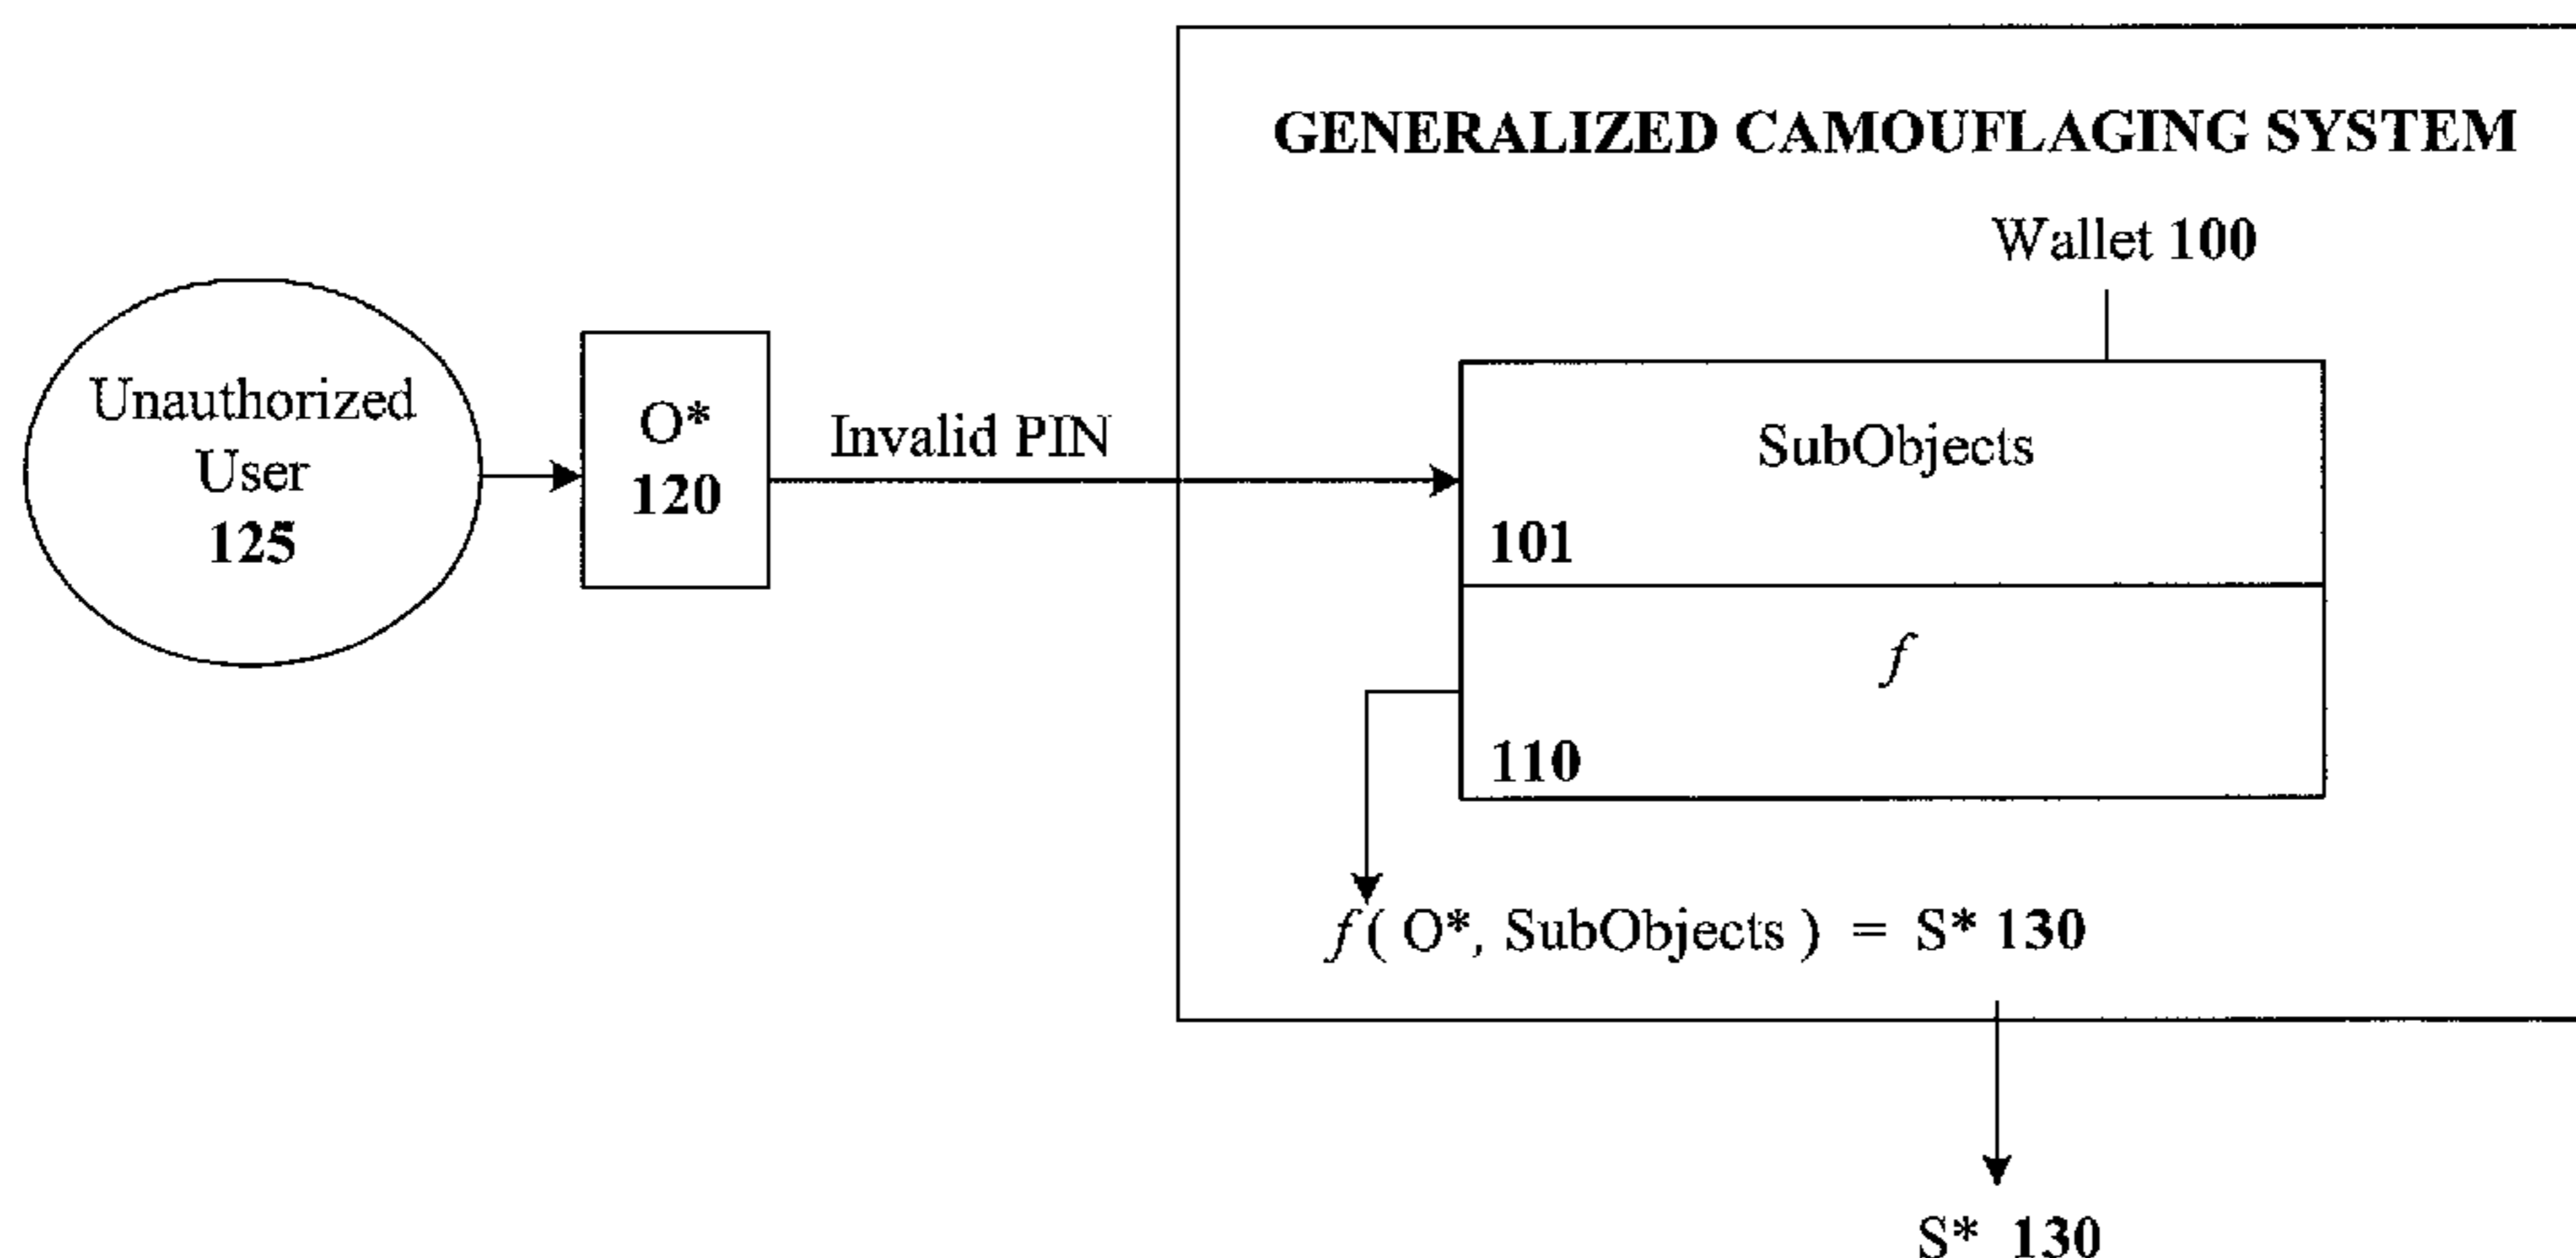 GENERALIZED CAMOUFLAGING SYSTEM
Wallet 100
Unauthorized
User
125
O*
120
Invalid PIN
SubObjects
101
f
110
f( O*, SubObjects ) = S* 130
S* 130